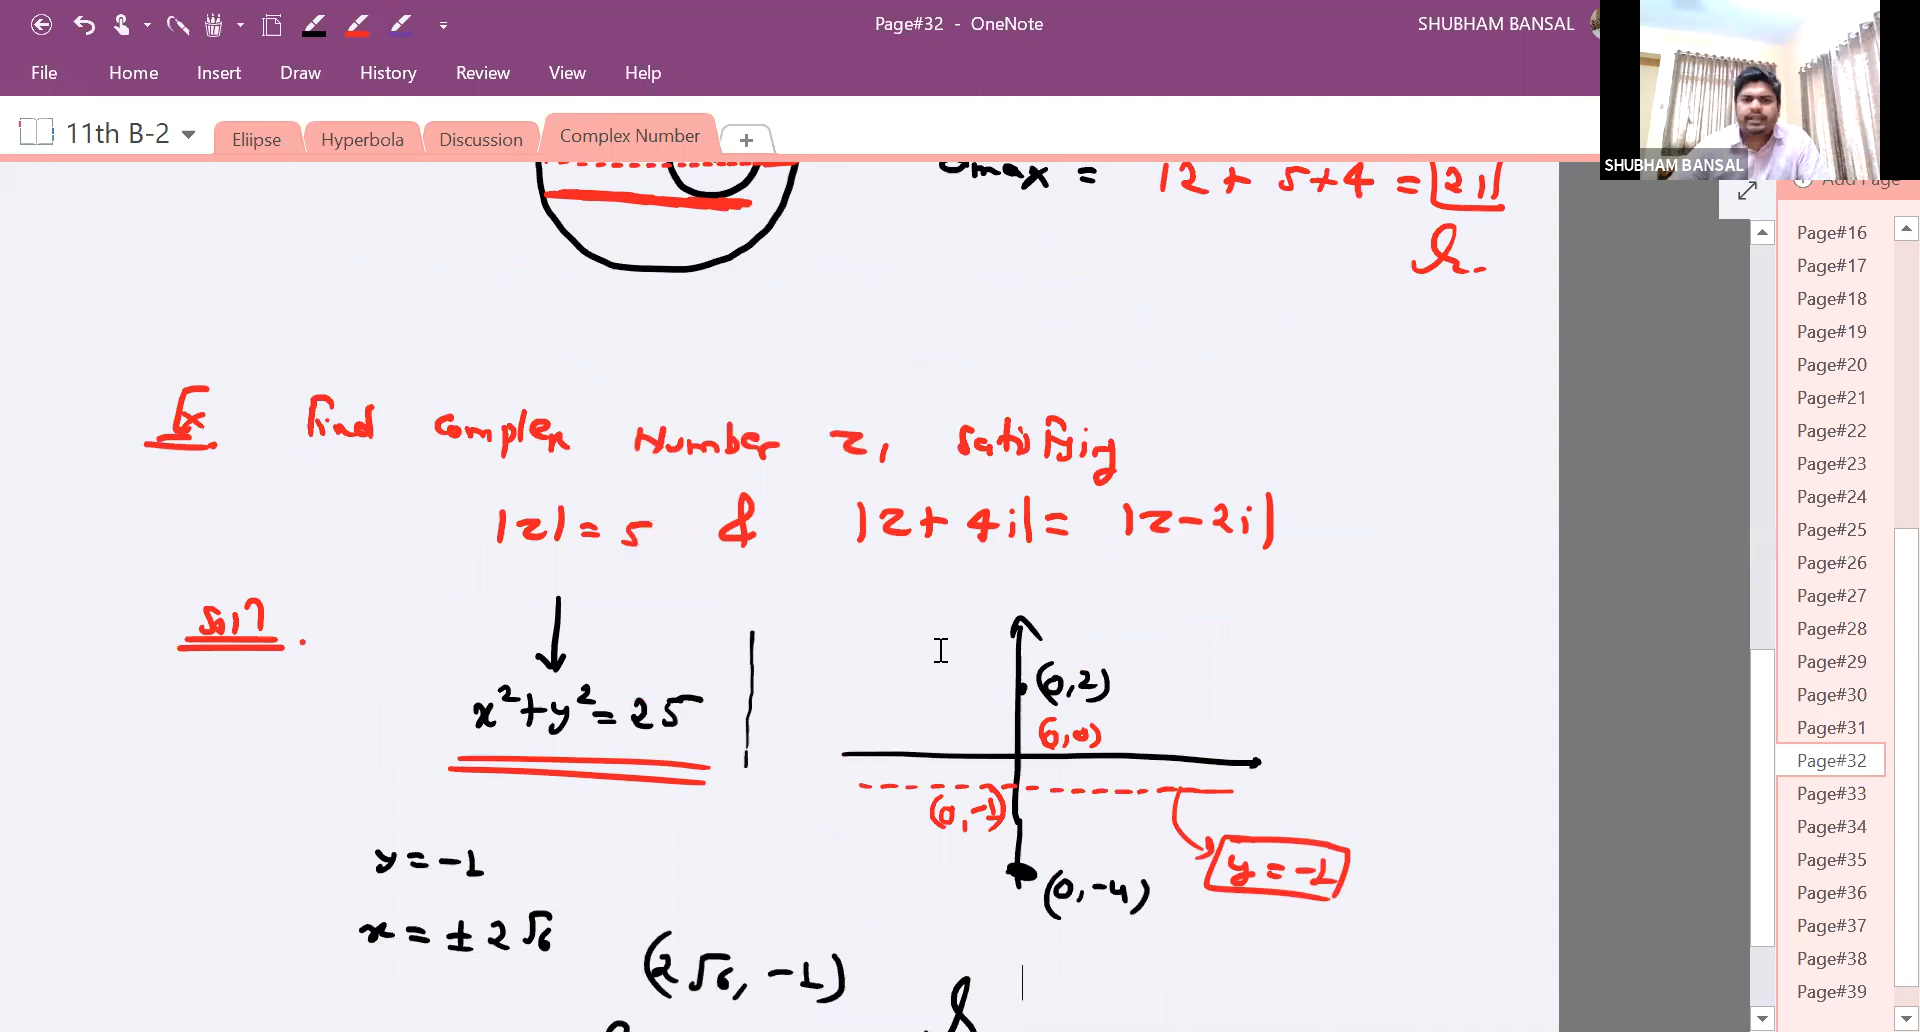 Page#32 - OneNote
SHUBHAM BANSAL
File Home Insert Draw History Review View Help
11th B-2
Eliipse
Hyperbola
Discussion
Complex Number
+
SHUBHAM BANSAL
Add Page
max = 12 + 5+4 = 21
Ex Find Complex Number z, satisfying
|z| = 5 & |z + 4i| = |z - 2i|
Sol?
x²+y²=25
(0,2)
(0,0)
(0,-1)
y = -1
(0,-4)
y = -1
x = ± 2√6
(2√6, -1)
&
Page#16
Page#17
Page#18
Page#19
Page#20
Page#21
Page#22
Page#23
Page#24
Page#25
Page#26
Page#27
Page#28
Page#29
Page#30
Page#31
Page#32
Page#33
Page#34
Page#35
Page#36
Page#37
Page#38
Page#39